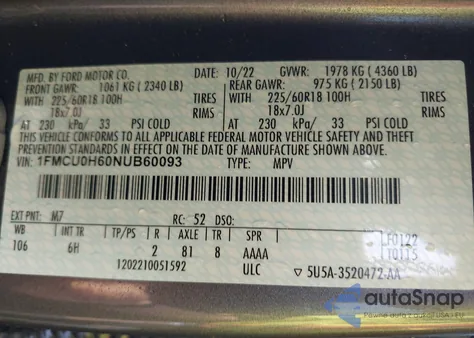 MFD. BY FORD MOTOR CO. DATE: 10/22 GVWR: 1978 KG (4360 LB)
FRONT GAWR: 1061 KG (2340 LB) REAR GAWR: 975 KG (2150 LB)
WITH 225/60R18 100H TIRES WITH 225/60R18 100H TIRES
18x7.0J RIMS 18x7.0J RIMS
AT 230 kPa/ 33 PSI COLD AT 230 kPa/ 33 PSI COLD
THIS VEHICLE CONFORMS TO ALL APPLICABLE FEDERAL MOTOR VEHICLE SAFETY AND THEFT
PREVENTION STANDARDS IN EFFECT ON THE DATE OF MANUFACTURE SHOWN ABOVE.
VIN: 1FMCU0H60NUB60093 TYPE: MPV
EXT PNT: M7 RC: 52 DSO:
WB INT TR TP/PS R AXLE TR SPR
106 6H 2 81 8 AAAA
1202210051592 ULC 5U5A-3520472-AA
LF0122
T0115
autoSnap